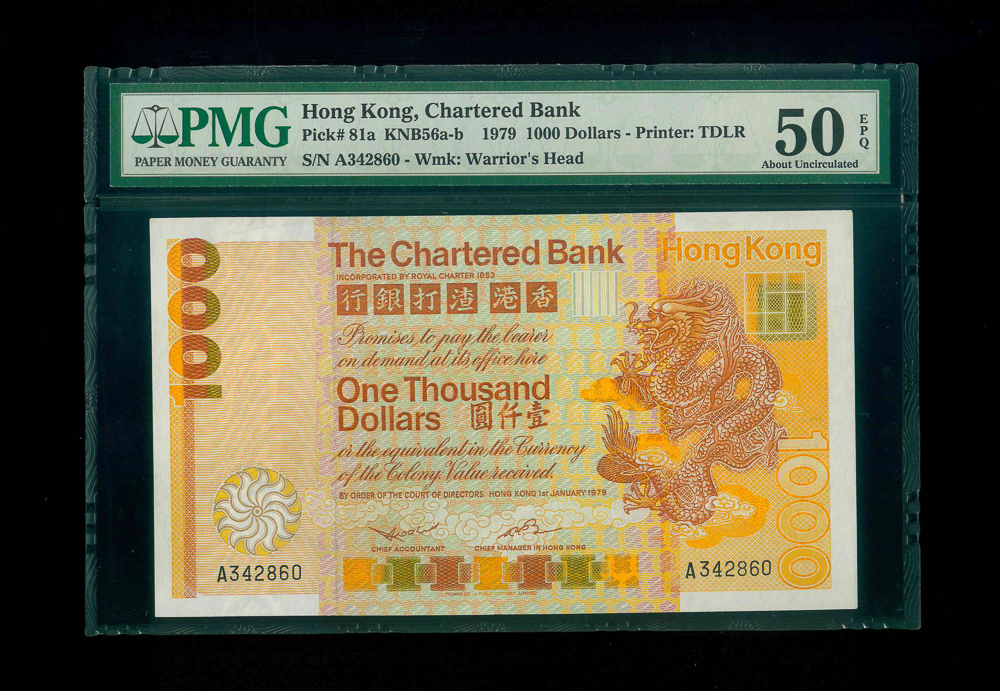 PMG
PAPER MONEY GUARANTY
Hong Kong, Chartered Bank
Pick# 81a KNB56a-b 1979 1000 Dollars - Printer: TDLR
S/N A342860 - Wmk: Warrior's Head
50
EPQ
About Uncirculated
1000
The Chartered Bank
HongKong
INCORPORATED BY ROYAL CHARTER 1853
行銀打渣 港香
Promises to pay the bearer
on demand at its office here
One Thousand
Dollars 圓仟壹
or the equivalent in the Currency
of the Colony. Value received.
BY ORDER OF THE COURT OF DIRECTORS HONG KONG 1ST JANUARY 1979
1000
CHIEF ACCOUNTANT CHIEF MANAGER IN HONG KONG
A342860 A342860